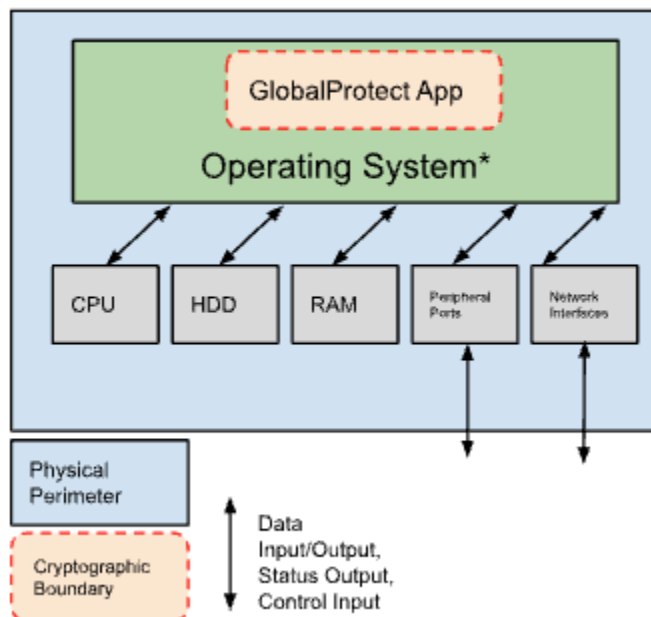 GlobalProtect App
Operating System*
CPU
HDD
RAM
Peripheral
Ports
Network
Interfaces
Physical
Perimeter
Cryptographic
Boundary
Data
Input/Output,
Status Output,
Control Input